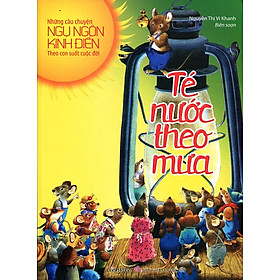 Những câu chuyện
NGỤ NGÔN
KINH ĐIỂN
Theo con suốt cuộc đời
Nguyễn Thị Vi Khanh
Biên soạn
Té
nước
theo
mưa